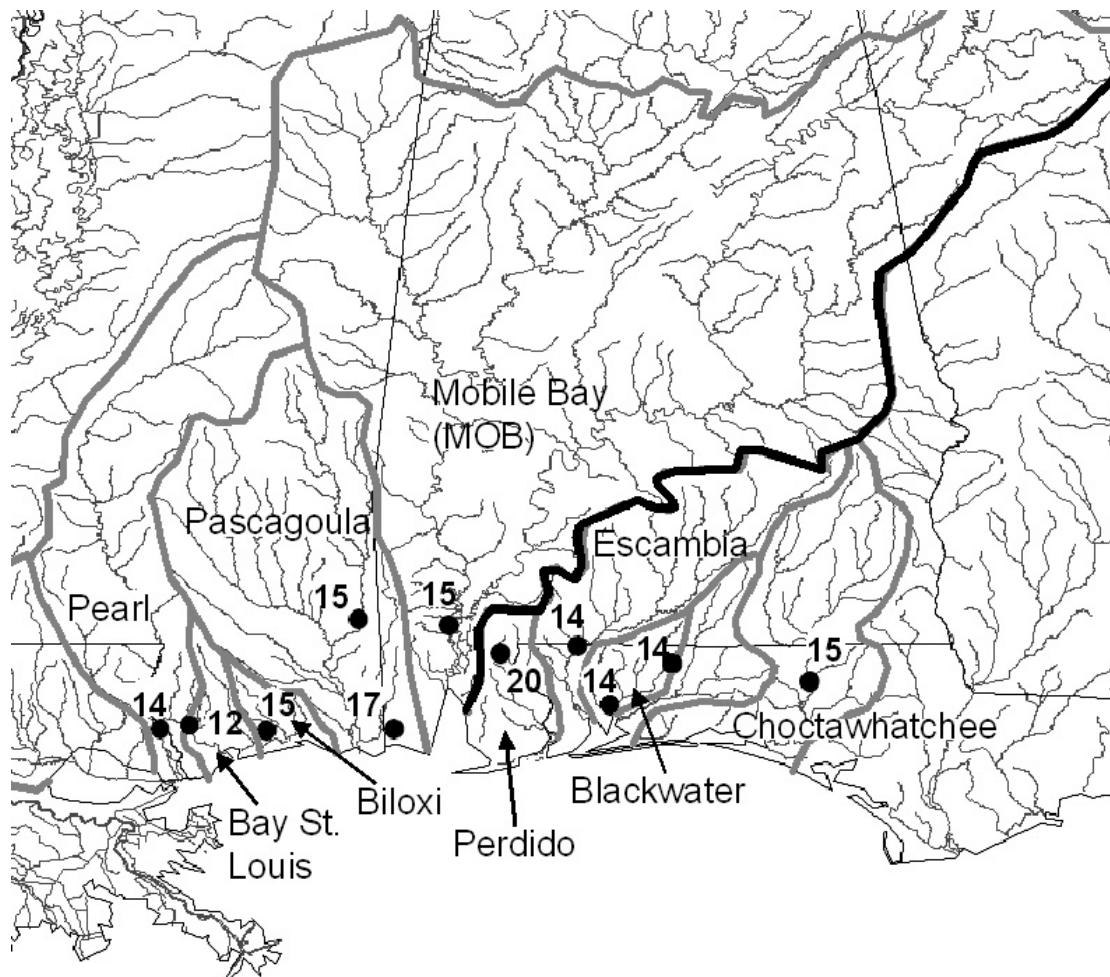 Mobile Bay
(MOB)
Pascagoula
Escambia
Pearl
15
15
14
14
15
20
14
14
12
15
17
Choctawhatchee
Biloxi
Blackwater
Bay St.
Louis
Perdido